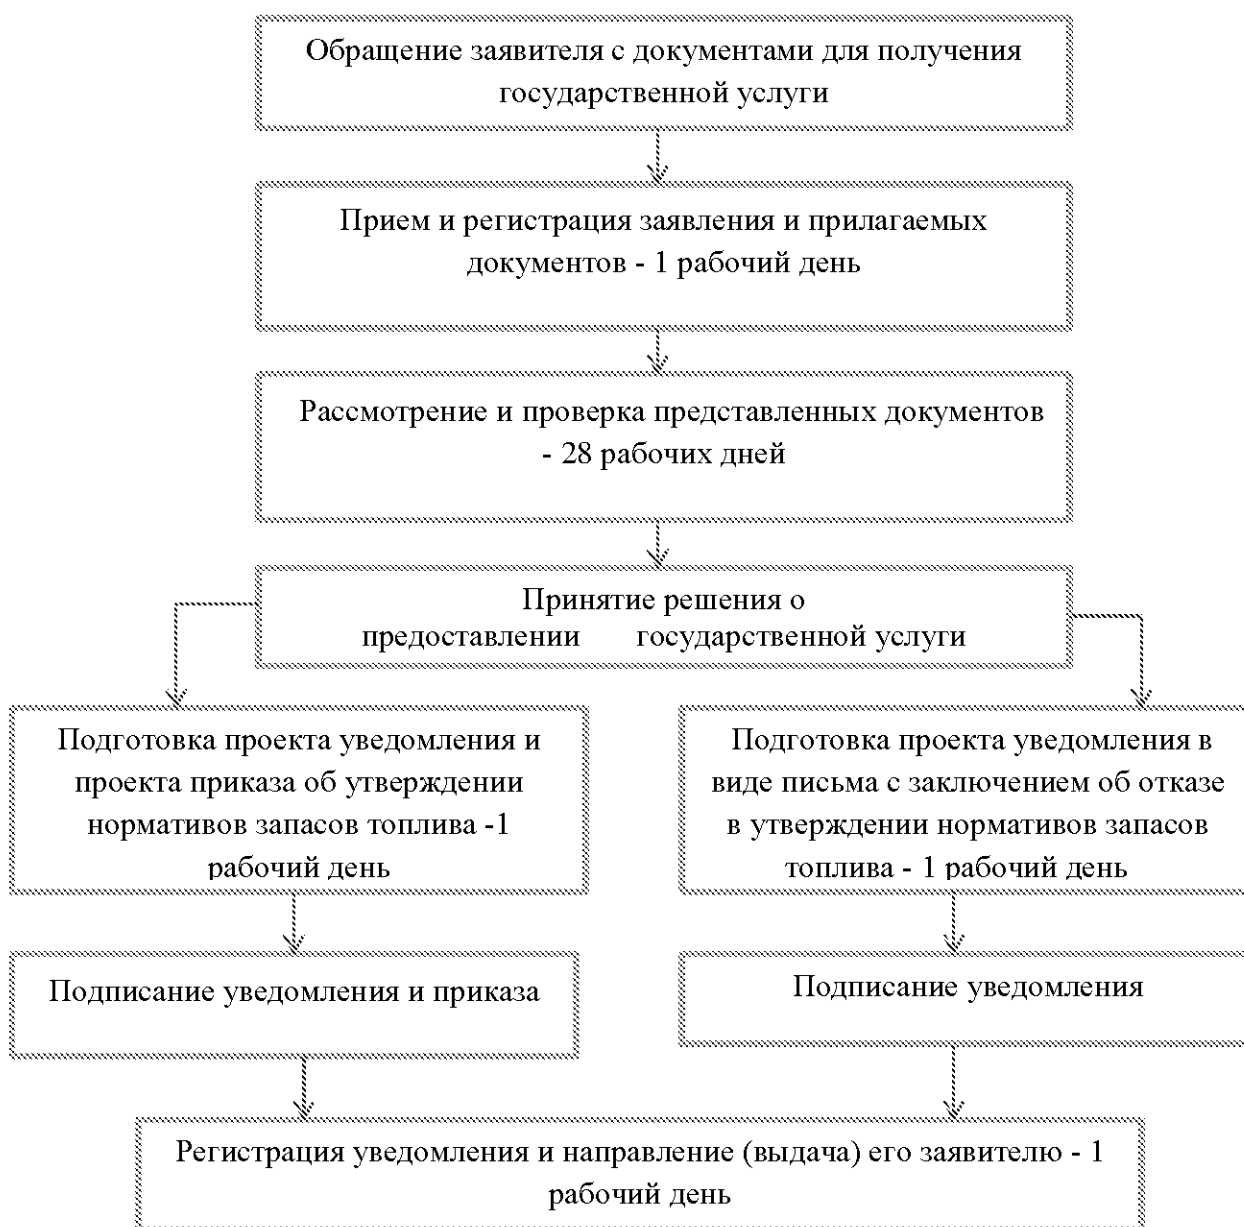 Обращение заявителя с документами для получения
государственной услуги
Прием и регистрация заявления и прилагаемых
документов - 1 рабочий день
Рассмотрение и проверка представленных документов
- 28 рабочих дней
Принятие решения о
предоставлении государственной услуги
Подготовка проекта уведомления и
проекта приказа об утверждении
нормативов запасов топлива -1
рабочий день
Подготовка проекта уведомления в
виде письма с заключением об отказе
в утверждении нормативов запасов
топлива - 1 рабочий день
Подписание уведомления и приказа
Подписание уведомления
Регистрация уведомления и направление (выдача) его заявителю - 1
рабочий день